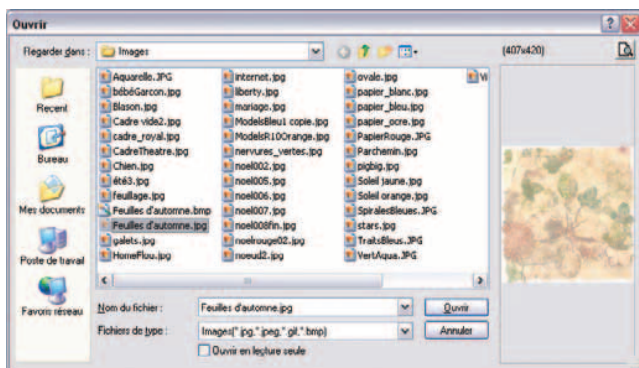 Ouvrir
Regarder dans :
Images
(407x420)
Recent
Bureau
Mes documents
Poste de travail
Favoris réseau
Aquarelle.JPG
bébéGarcon.jpg
Blason.jpg
Cadre vide2.jpg
cadre_royal.jpg
CadreTheatre.jpg
Chien.jpg
été3.jpg
feuillage.jpg
Feuilles d'automne.bmp
Feuilles d'automne.jpg
galets.jpg
HomeFlou.jpg
internet.jpg
liberty.jpg
mariage.jpg
ModelsBleu1 copie.jpg
ModelsR10Orange.jpg
nervures_vertes.jpg
noel002.jpg
noel005.jpg
noel006.jpg
noel007.jpg
noel008fin.jpg
noelrouge02.jpg
noeud2.jpg
ovale.jpg
papier_blanc.jpg
papier_bleu.jpg
papier_ocre.jpg
PapierRouge.JPG
Parchemin.jpg
pigbig.jpg
Soleil jaune.jpg
Soleil orange.jpg
SpiralesBleues.JPG
stars.jpg
TraitsBleus.JPG
VertAqua.JPG
Vi
Nom du fichier :
Feuilles d'automne.jpg
Ouvrir
Fichiers de type :
Images(*.jpg,*.jpeg,*.gif,*.bmp)
Annuler
Ouvrir en lecture seule